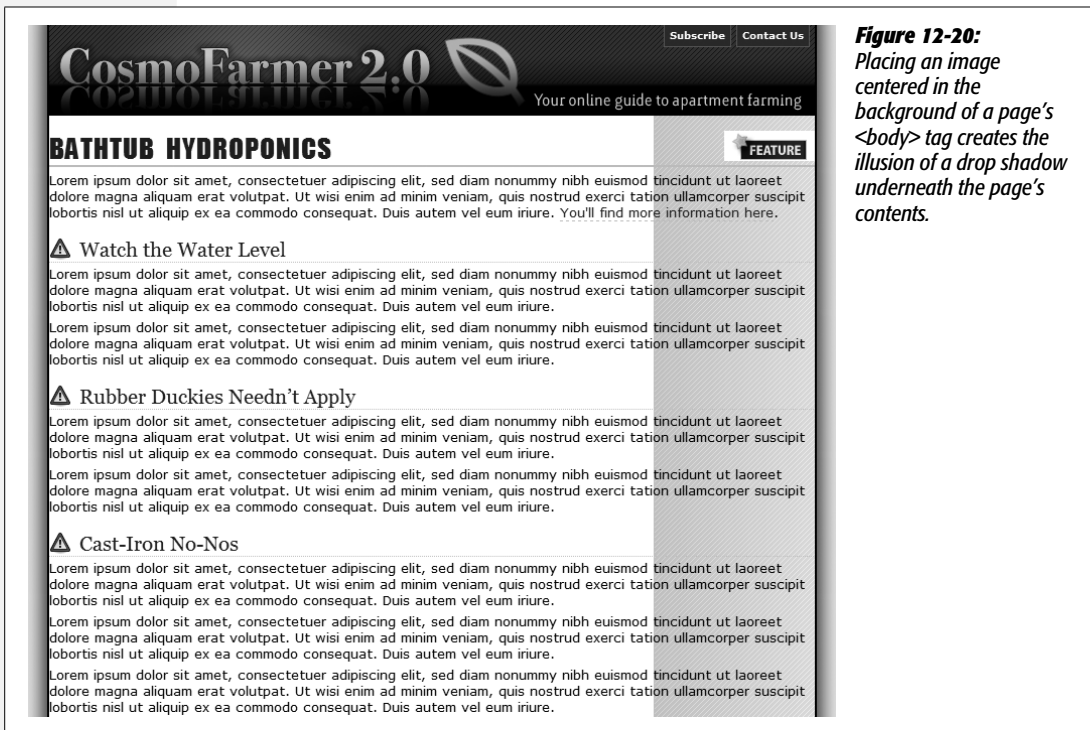 Subscribe Contact Us
CosmoFarmer 2.0
Your online guide to apartment farming
BATHTUB HYDROPONICS
FEATURE
Lorem ipsum dolor sit amet, consectetuer adipiscing elit, sed diam nonummy nibh euismod tincidunt ut laoreet
dolore magna aliquam erat volutpat. Ut wisi enim ad minim veniam, quis nostrud exerci tation ullamcorper suscipit
lobortis nisl ut aliquip ex ea commodo consequat. Duis autem vel eum iriure. You'll find more information here.
Watch the Water Level
Lorem ipsum dolor sit amet, consectetuer adipiscing elit, sed diam nonummy nibh euismod tincidunt ut laoreet
dolore magna aliquam erat volutpat. Ut wisi enim ad minim veniam, quis nostrud exerci tation ullamcorper suscipit
lobortis nisl ut aliquip ex ea commodo consequat. Duis autem vel eum iriure.
Lorem ipsum dolor sit amet, consectetuer adipiscing elit, sed diam nonummy nibh euismod tincidunt ut laoreet
dolore magna aliquam erat volutpat. Ut wisi enim ad minim veniam, quis nostrud exerci tation ullamcorper suscipit
lobortis nisl ut aliquip ex ea commodo consequat. Duis autem vel eum iriure.
Rubber Duckies Needn’t Apply
Lorem ipsum dolor sit amet, consectetuer adipiscing elit, sed diam nonummy nibh euismod tincidunt ut laoreet
dolore magna aliquam erat volutpat. Ut wisi enim ad minim veniam, quis nostrud exerci tation ullamcorper suscipit
lobortis nisl ut aliquip ex ea commodo consequat. Duis autem vel eum iriure.
Lorem ipsum dolor sit amet, consectetuer adipiscing elit, sed diam nonummy nibh euismod tincidunt ut laoreet
dolore magna aliquam erat volutpat. Ut wisi enim ad minim veniam, quis nostrud exerci tation ullamcorper suscipit
lobortis nisl ut aliquip ex ea commodo consequat. Duis autem vel eum iriure.
Cast-Iron No-Nos
Lorem ipsum dolor sit amet, consectetuer adipiscing elit, sed diam nonummy nibh euismod tincidunt ut laoreet
dolore magna aliquam erat volutpat. Ut wisi enim ad minim veniam, quis nostrud exerci tation ullamcorper suscipit
lobortis nisl ut aliquip ex ea commodo consequat. Duis autem vel eum iriure.
Lorem ipsum dolor sit amet, consectetuer adipiscing elit, sed diam nonummy nibh euismod tincidunt ut laoreet
dolore magna aliquam erat volutpat. Ut wisi enim ad minim veniam, quis nostrud exerci tation ullamcorper suscipit
lobortis nisl ut aliquip ex ea commodo consequat. Duis autem vel eum iriure.
Lorem ipsum dolor sit amet, consectetuer adipiscing elit, sed diam nonummy nibh euismod tincidunt ut laoreet
dolore magna aliquam erat volutpat. Ut wisi enim ad minim veniam, quis nostrud exerci tation ullamcorper suscipit
lobortis nisl ut aliquip ex ea commodo consequat. Duis autem vel eum iriure.
Figure 12-20:
Placing an image
centered in the
background of a page’s
<body> tag creates the
illusion of a drop shadow
underneath the page’s
contents.